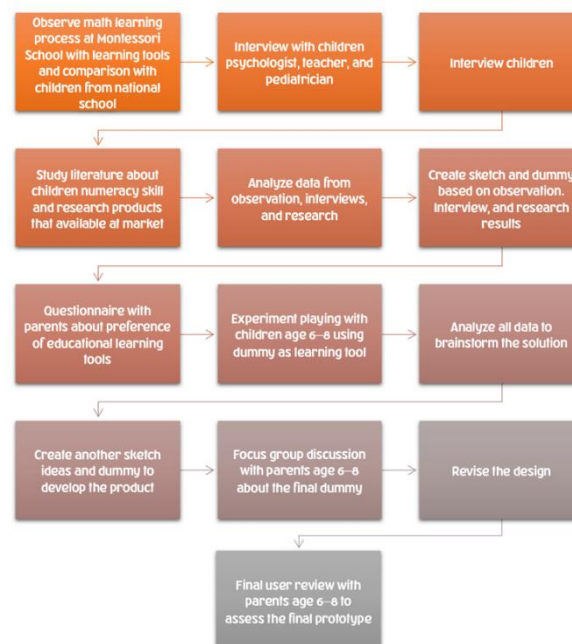 Observe math learning
process at Montessori
School with learning tools
and comparison with
children from national
school
Interview with children
psychologist, teacher, and
pediatrician
Interview children
Study literature about
children numeracy skill
and research products
that available at market
Analyze data from
observation, interviews,
and research
Create sketch and dummy
based on observation.
Interview, and research
results
Questionnaire with
parents about preference
of educational learning
tools
Experiment playing with
children age 6–8 using
dummy as learning tool
Analyze all data to
brainstorm the solution
Create another sketch
ideas and dummy to
develop the product
Focus group discussion
with parents age 6–8
about the final dummy
Revise the design
Final user review with
parents age 6–8 to
assess the final prototype